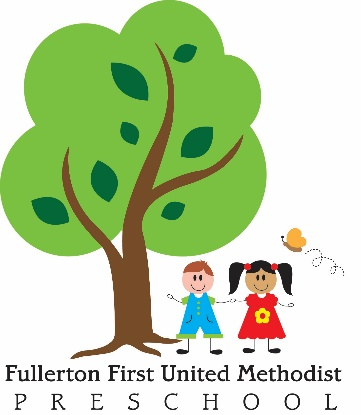 Fullerton First United Methodist
PRESCHOOL